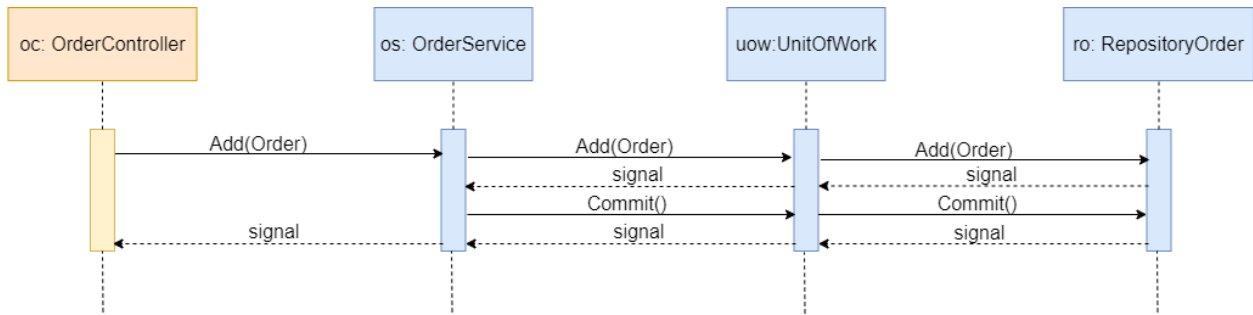 oc: OrderController
os: OrderService
uow:UnitOfWork
ro: RepositoryOrder
Add(Order)
Add(Order)
Add(Order)
signal
signal
Commit()
Commit()
signal
signal
signal